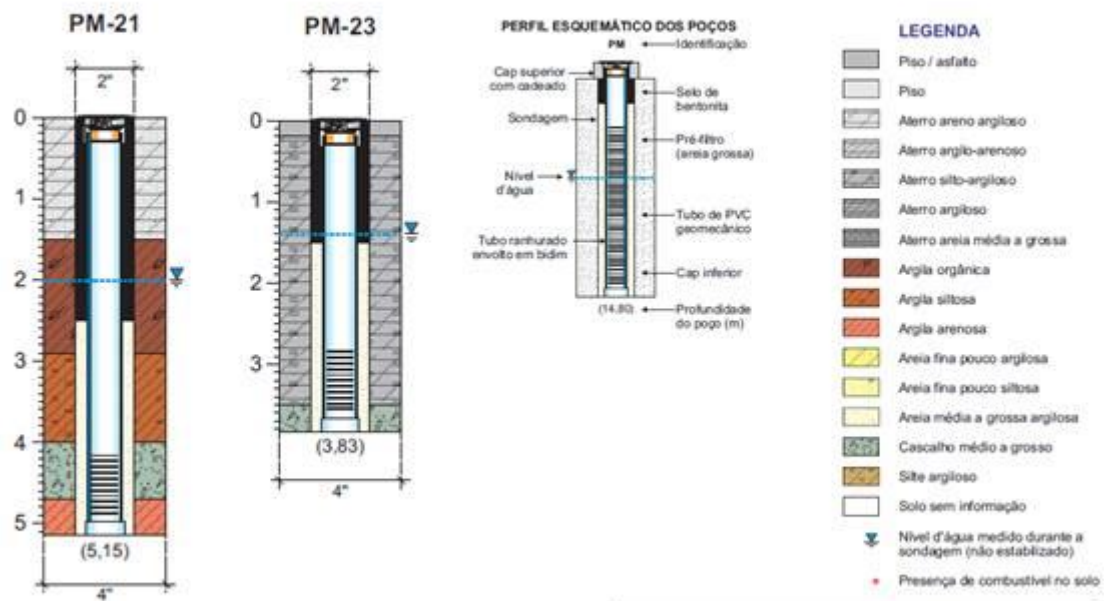 PM-21
2"
0
1
2
3
4
5
(5,15)
4"
PM-23
2"
0
1
2
3
(3,83)
4"
PERFIL ESQUEMÁTICO DOS POÇOS
PM
Identificação
Cap superior
com cadeado
Selo de
bentonita
Sondagem
Pré-filtro
(areia grossa)
Nível
d'água
Tubo de PVC
geomecânico
Tubo ranhurado
envolto em bidim
Cap inferior
(14,80)
Profundidade
do poço (m)
LEGENDA
Piso / asfalto
Piso
Aterro areno argiloso
Aterro argilo-arenoso
Aterro silto-argiloso
Aterro argiloso
Aterro areia média a grossa
Argila orgânica
Argila siltosa
Argila arenosa
Areia fina pouco argilosa
Areia fina pouco siltosa
Areia média a grossa argilosa
Cascalho médio a grosso
Silte argiloso
Solo sem informação
Nível d'água medido durante a
sondagem (não estabilizado)
Presença de combustível no solo